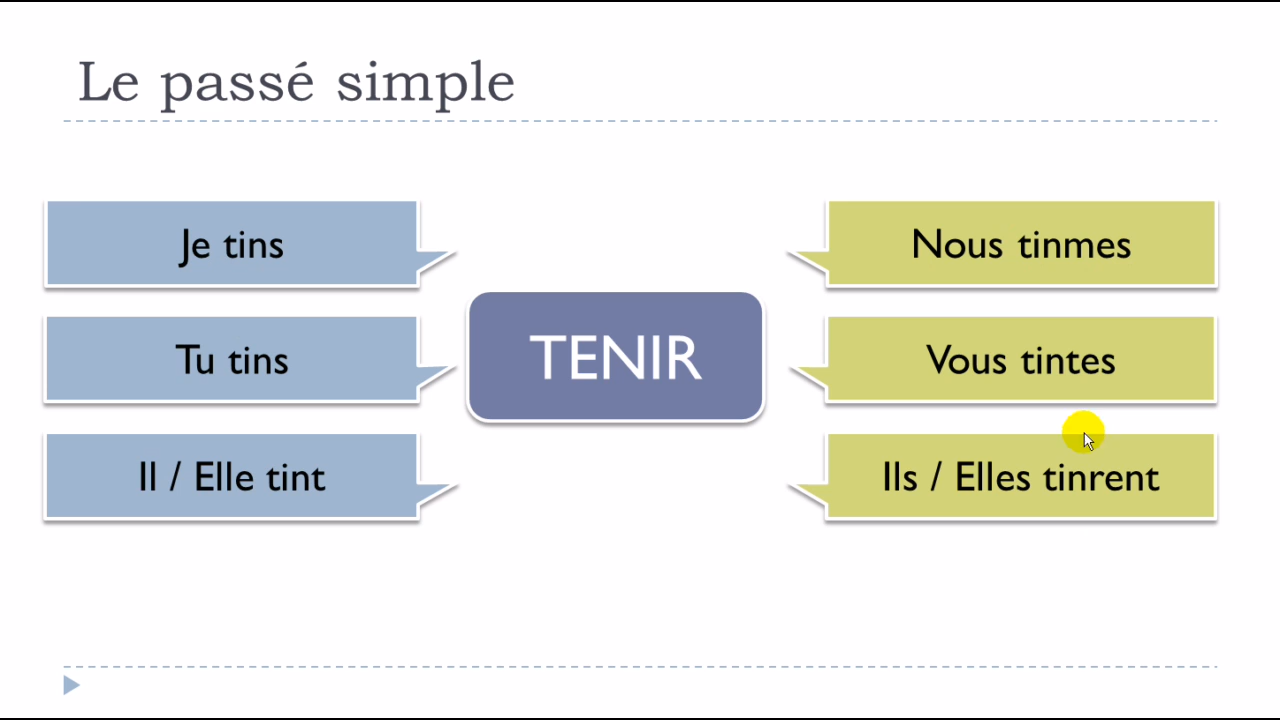 Le passé simple
Je tins
Tu tins
Il / Elle tint
TENIR
Nous tinmes
Vous tintes
Ils / Elles tinrent